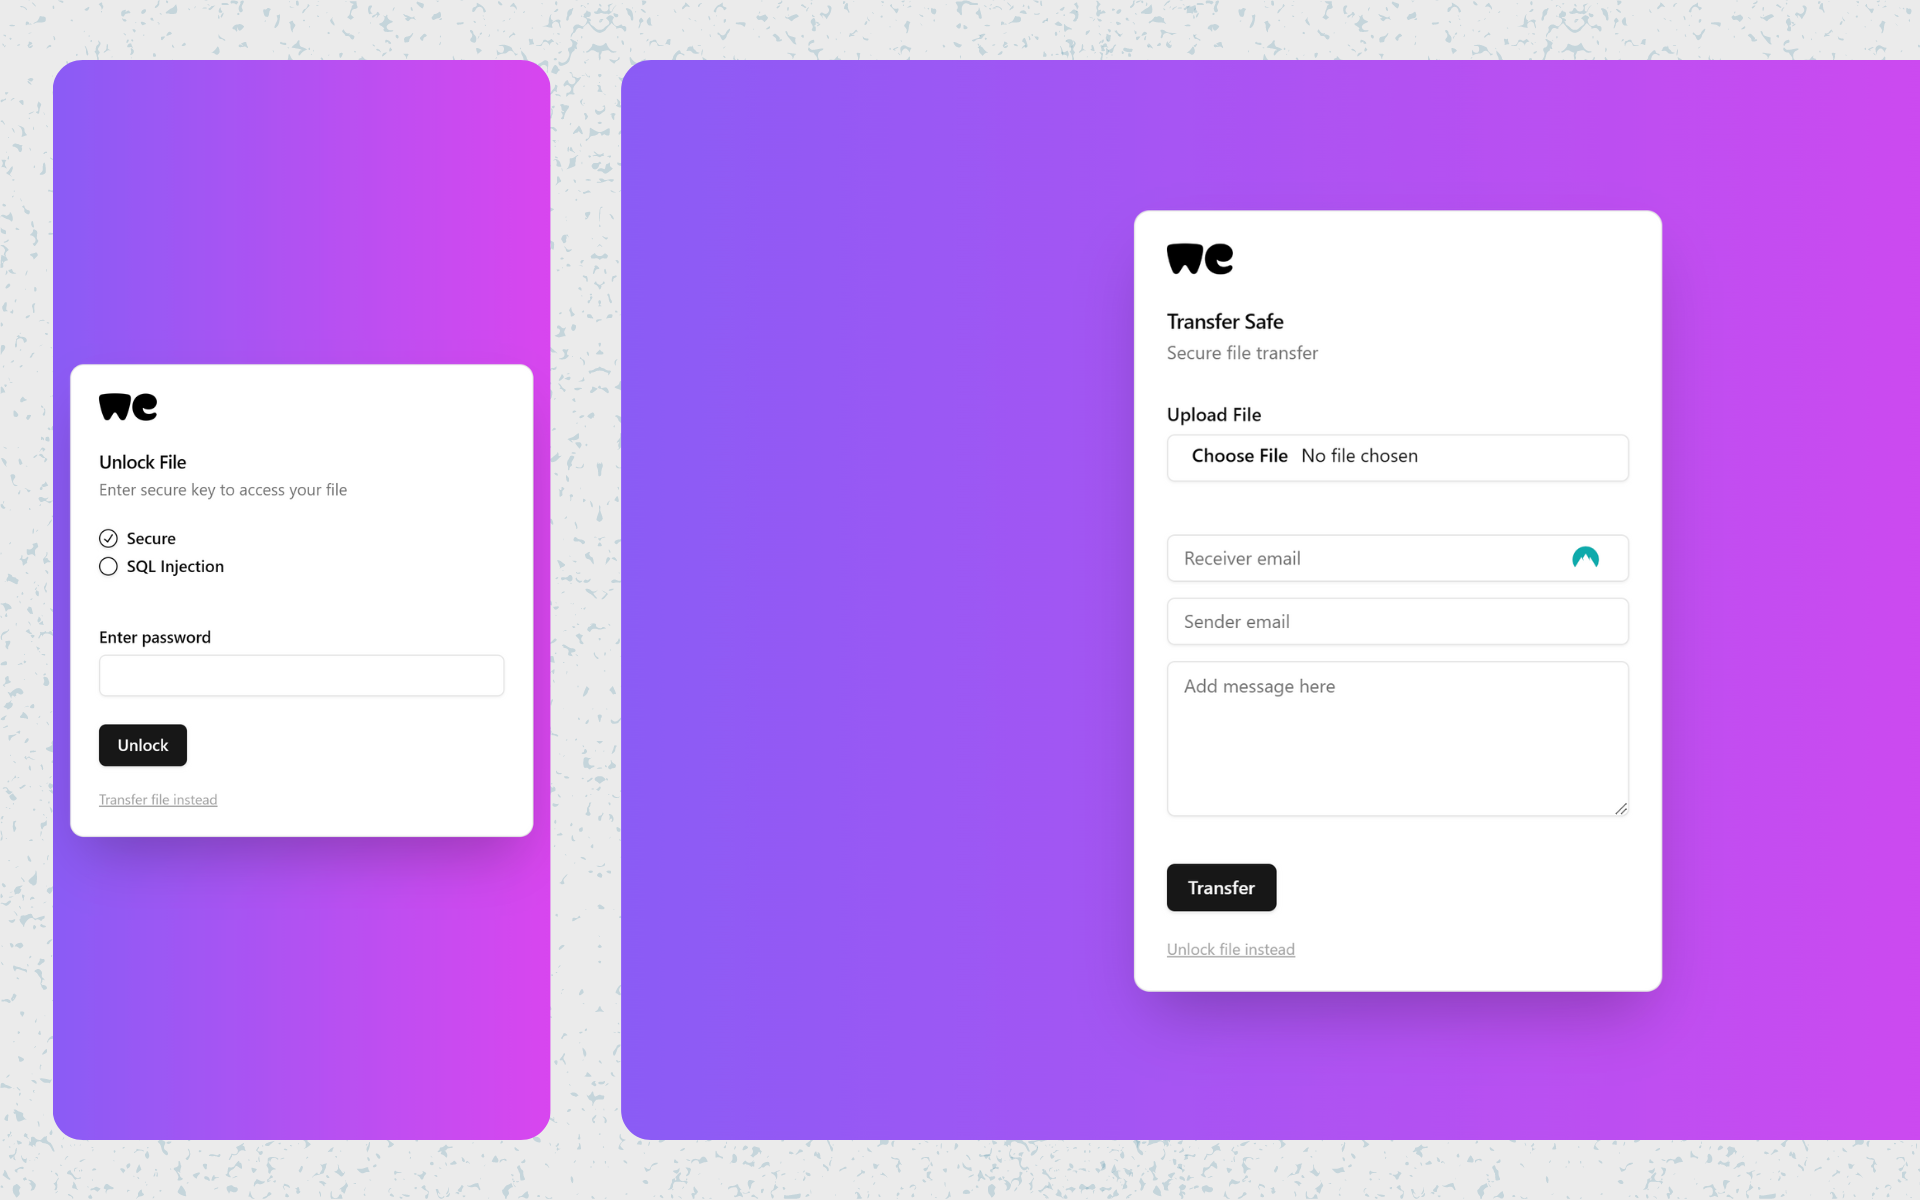 we
Unlock File
Enter secure key to access your file
Secure
SQL Injection
Enter password
Unlock
Transfer file instead
we
Transfer Safe
Secure file transfer
Upload File
Choose File No file chosen
Receiver email
Sender email
Add message here
Transfer
Unlock file instead